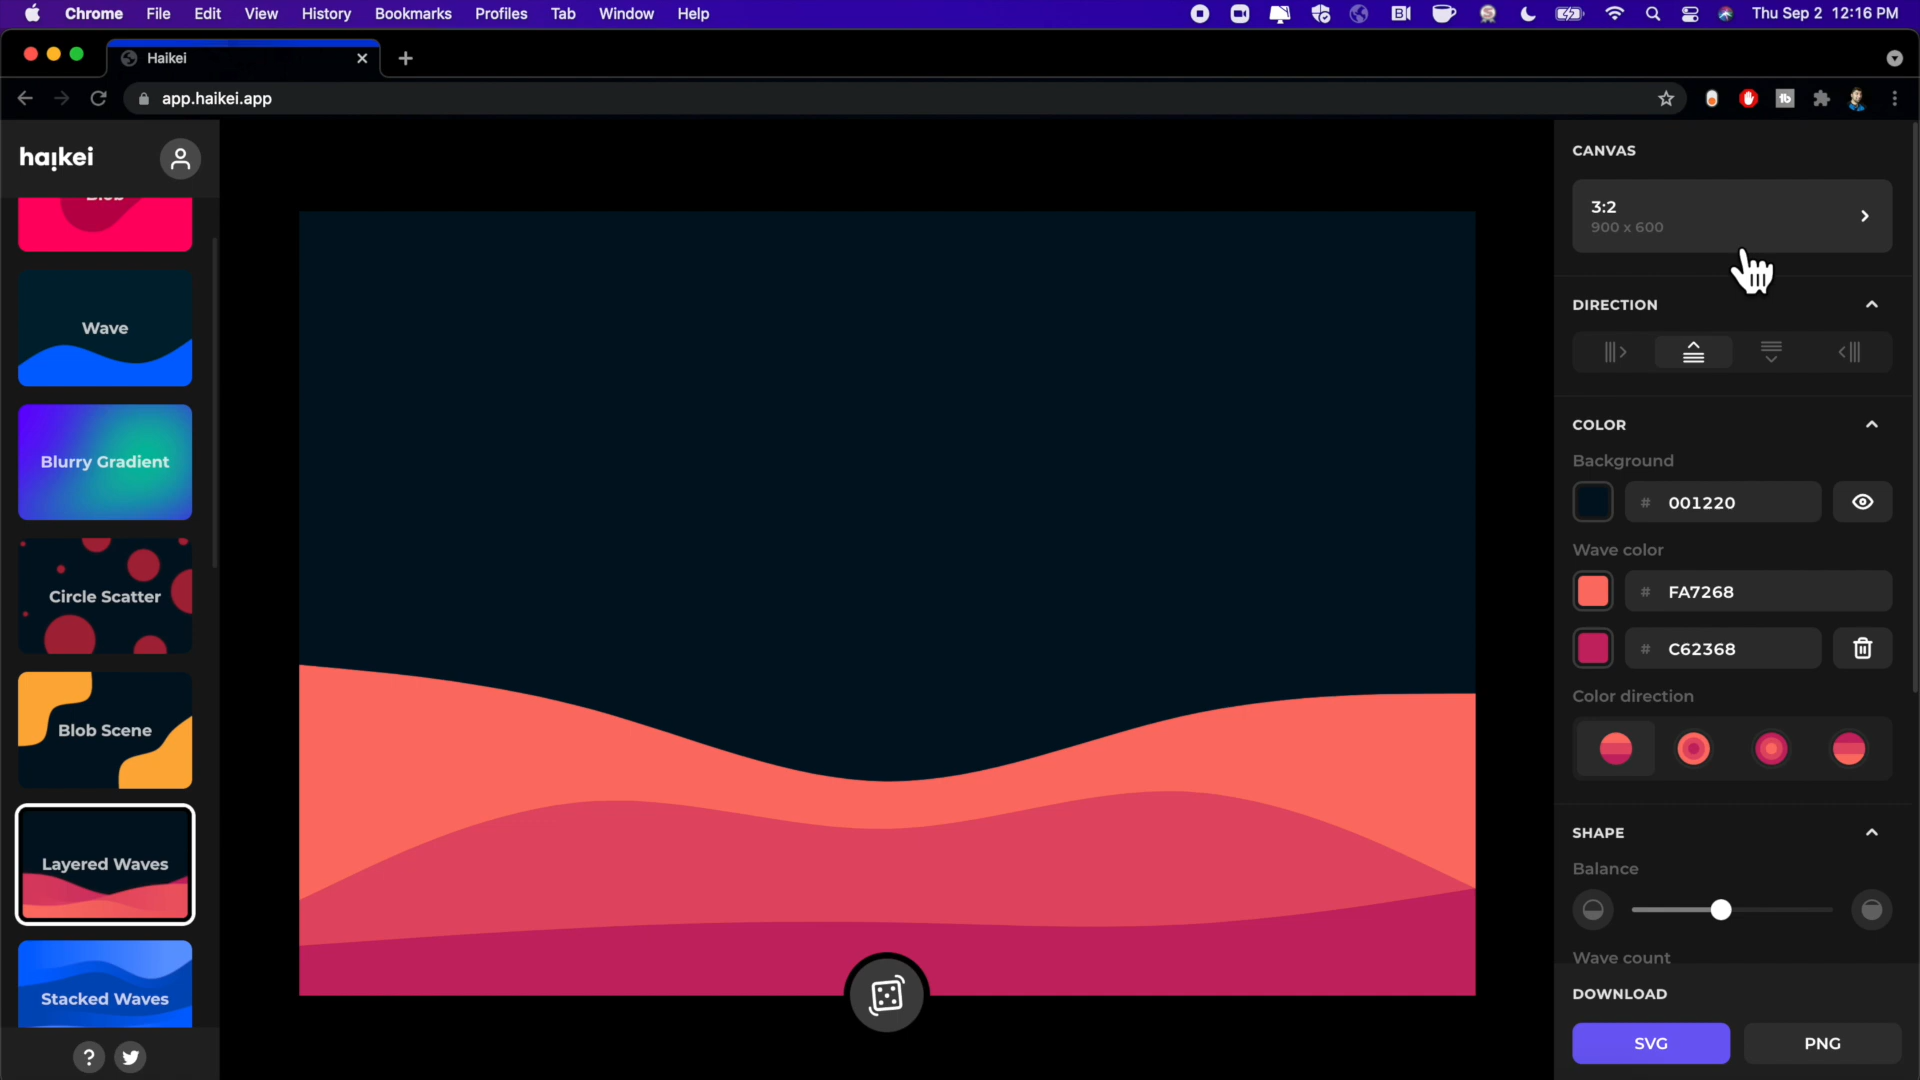 Chrome File Edit View History Bookmarks Profiles Tab Window Help
Thu Sep 2 12:16 PM
Haikei
app.haikei.app
tb
haikei
Blob
Wave
Blurry Gradient
Circle Scatter
Blob Scene
Layered Waves
Stacked Waves
?
CANVAS
3:2
900 x 600
DIRECTION
COLOR
Background
# 001220
Wave color
# FA7268
# C62368
Color direction
SHAPE
Balance
Wave count
DOWNLOAD
SVG PNG